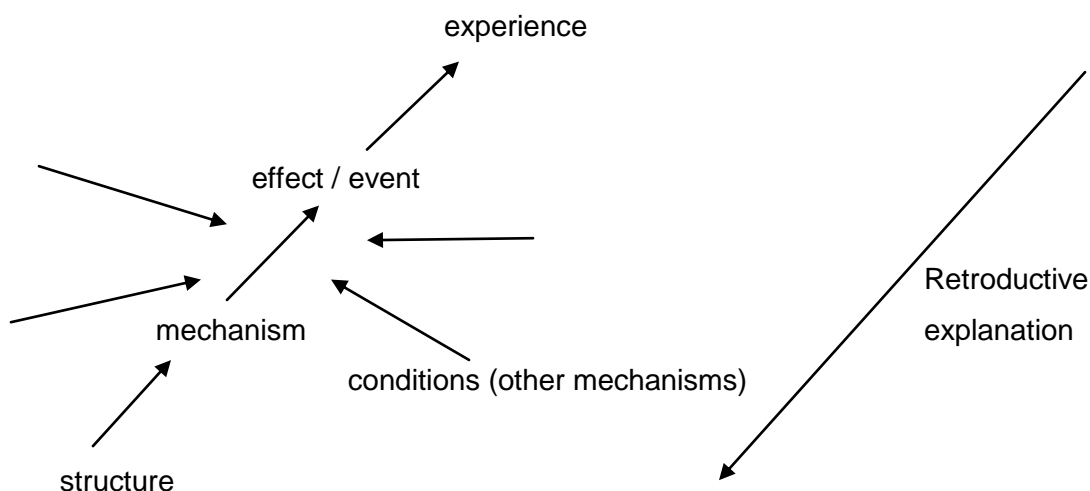 experience
effect / event
Retroductive
explanation
mechanism
conditions (other mechanisms)
structure